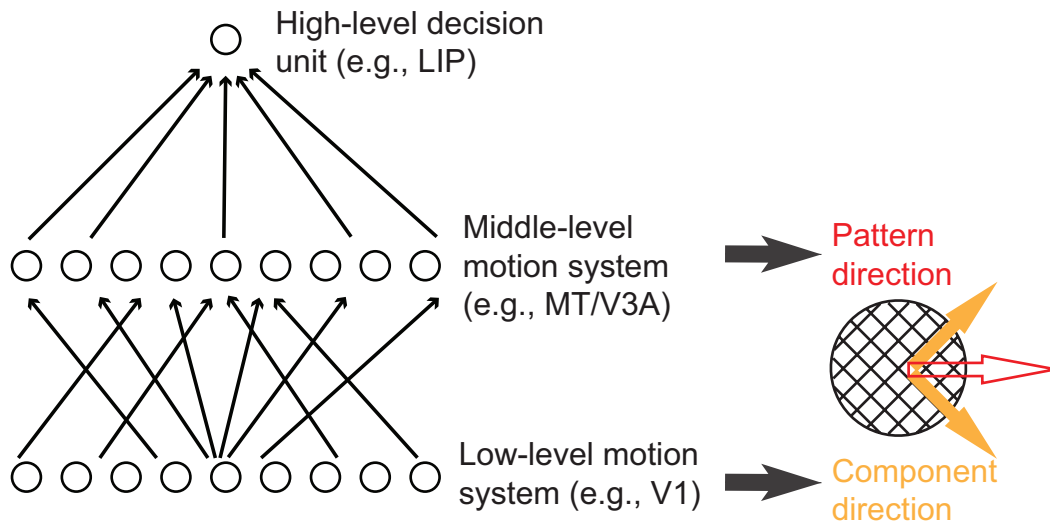 High-level decision
unit (e.g., LIP)
Middle-level
motion system
(e.g., MT/V3A)
Pattern
direction
Low-level motion
system (e.g., V1)
Component
direction